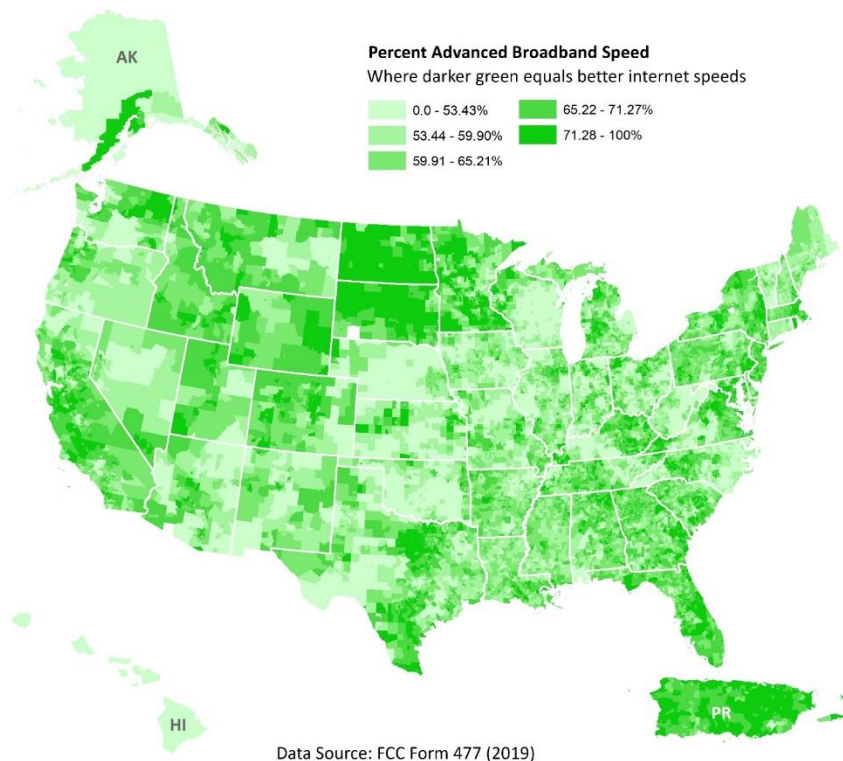 AK
Percent Advanced Broadband Speed
Where darker green equals better internet speeds
0.0 - 53.43%
65.22 - 71.27%
53.44 - 59.90%
71.28 - 100%
59.91 - 65.21%
PR
HI
Data Source: FCC Form 477 (2019)